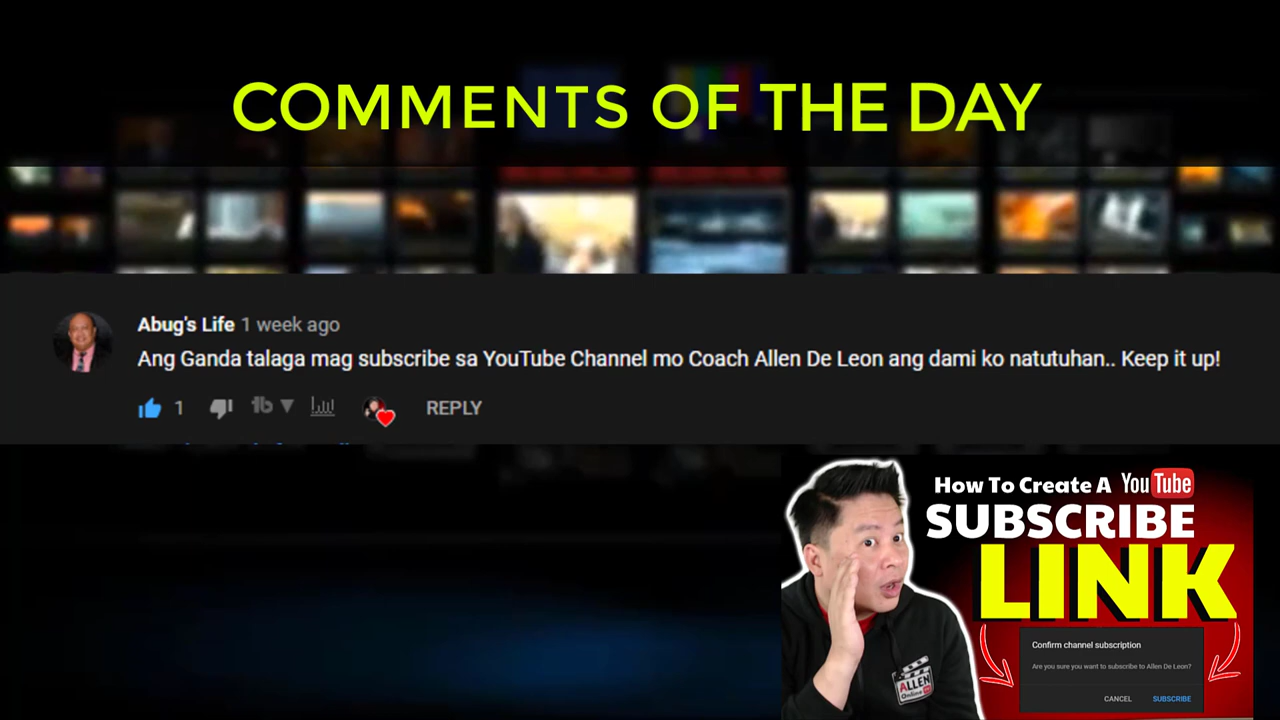 COMMENTS OF THE DAY
Abug's Life 1 week ago
Ang Ganda talaga mag subscribe sa YouTube Channel mo Coach Allen De Leon ang dami ko natutuhan.. Keep it up!
1 REPLY
How To Create A YouTube
SUBSCRIBE
LINK
Confirm channel subscription
Are you sure you want to subscribe to Allen De Leon?
CANCEL SUBSCRIBE
ALLEN
Online